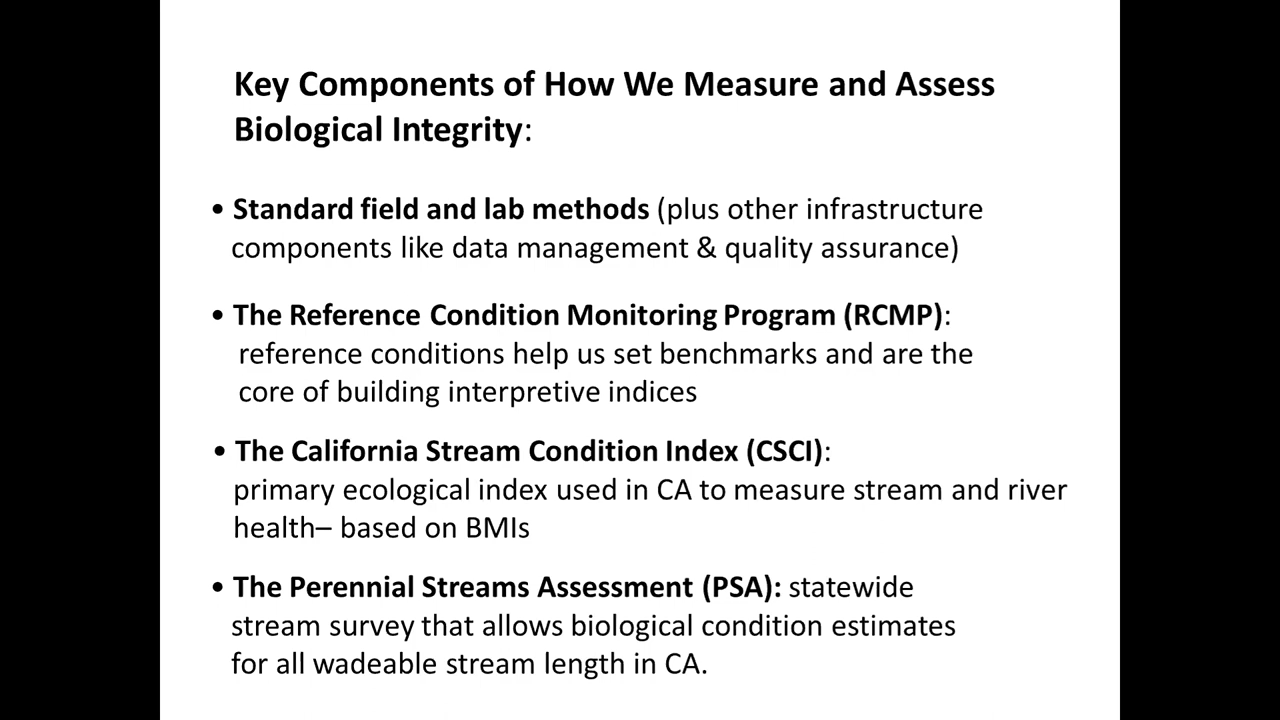 Key Components of How We Measure and Assess
Biological Integrity:
• Standard field and lab methods (plus other infrastructure
components like data management & quality assurance)
• The Reference Condition Monitoring Program (RCMP):
reference conditions help us set benchmarks and are the
core of building interpretive indices
• The California Stream Condition Index (CSCI):
primary ecological index used in CA to measure stream and river
health– based on BMIs
• The Perennial Streams Assessment (PSA): statewide
stream survey that allows biological condition estimates
for all wadeable stream length in CA.